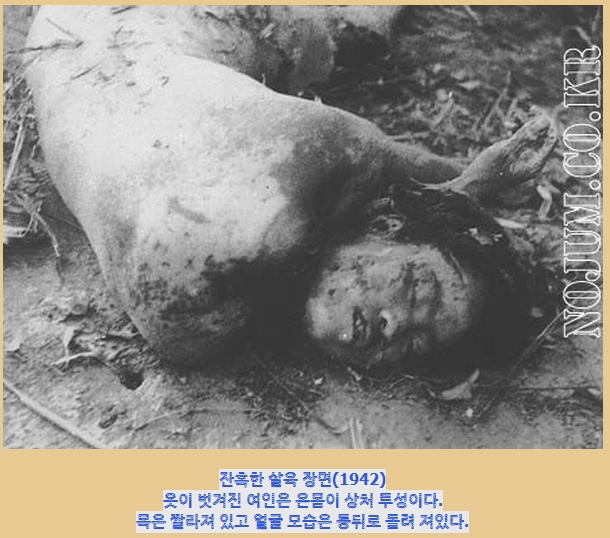 NOJUM.CO.KR
잔혹한 살육 장면(1942)
옷이 벗겨진 여인은 온몸이 상처 투성이다.
목은 짤라져 있고 얼굴 모습은 등뒤로 돌려 져있다.